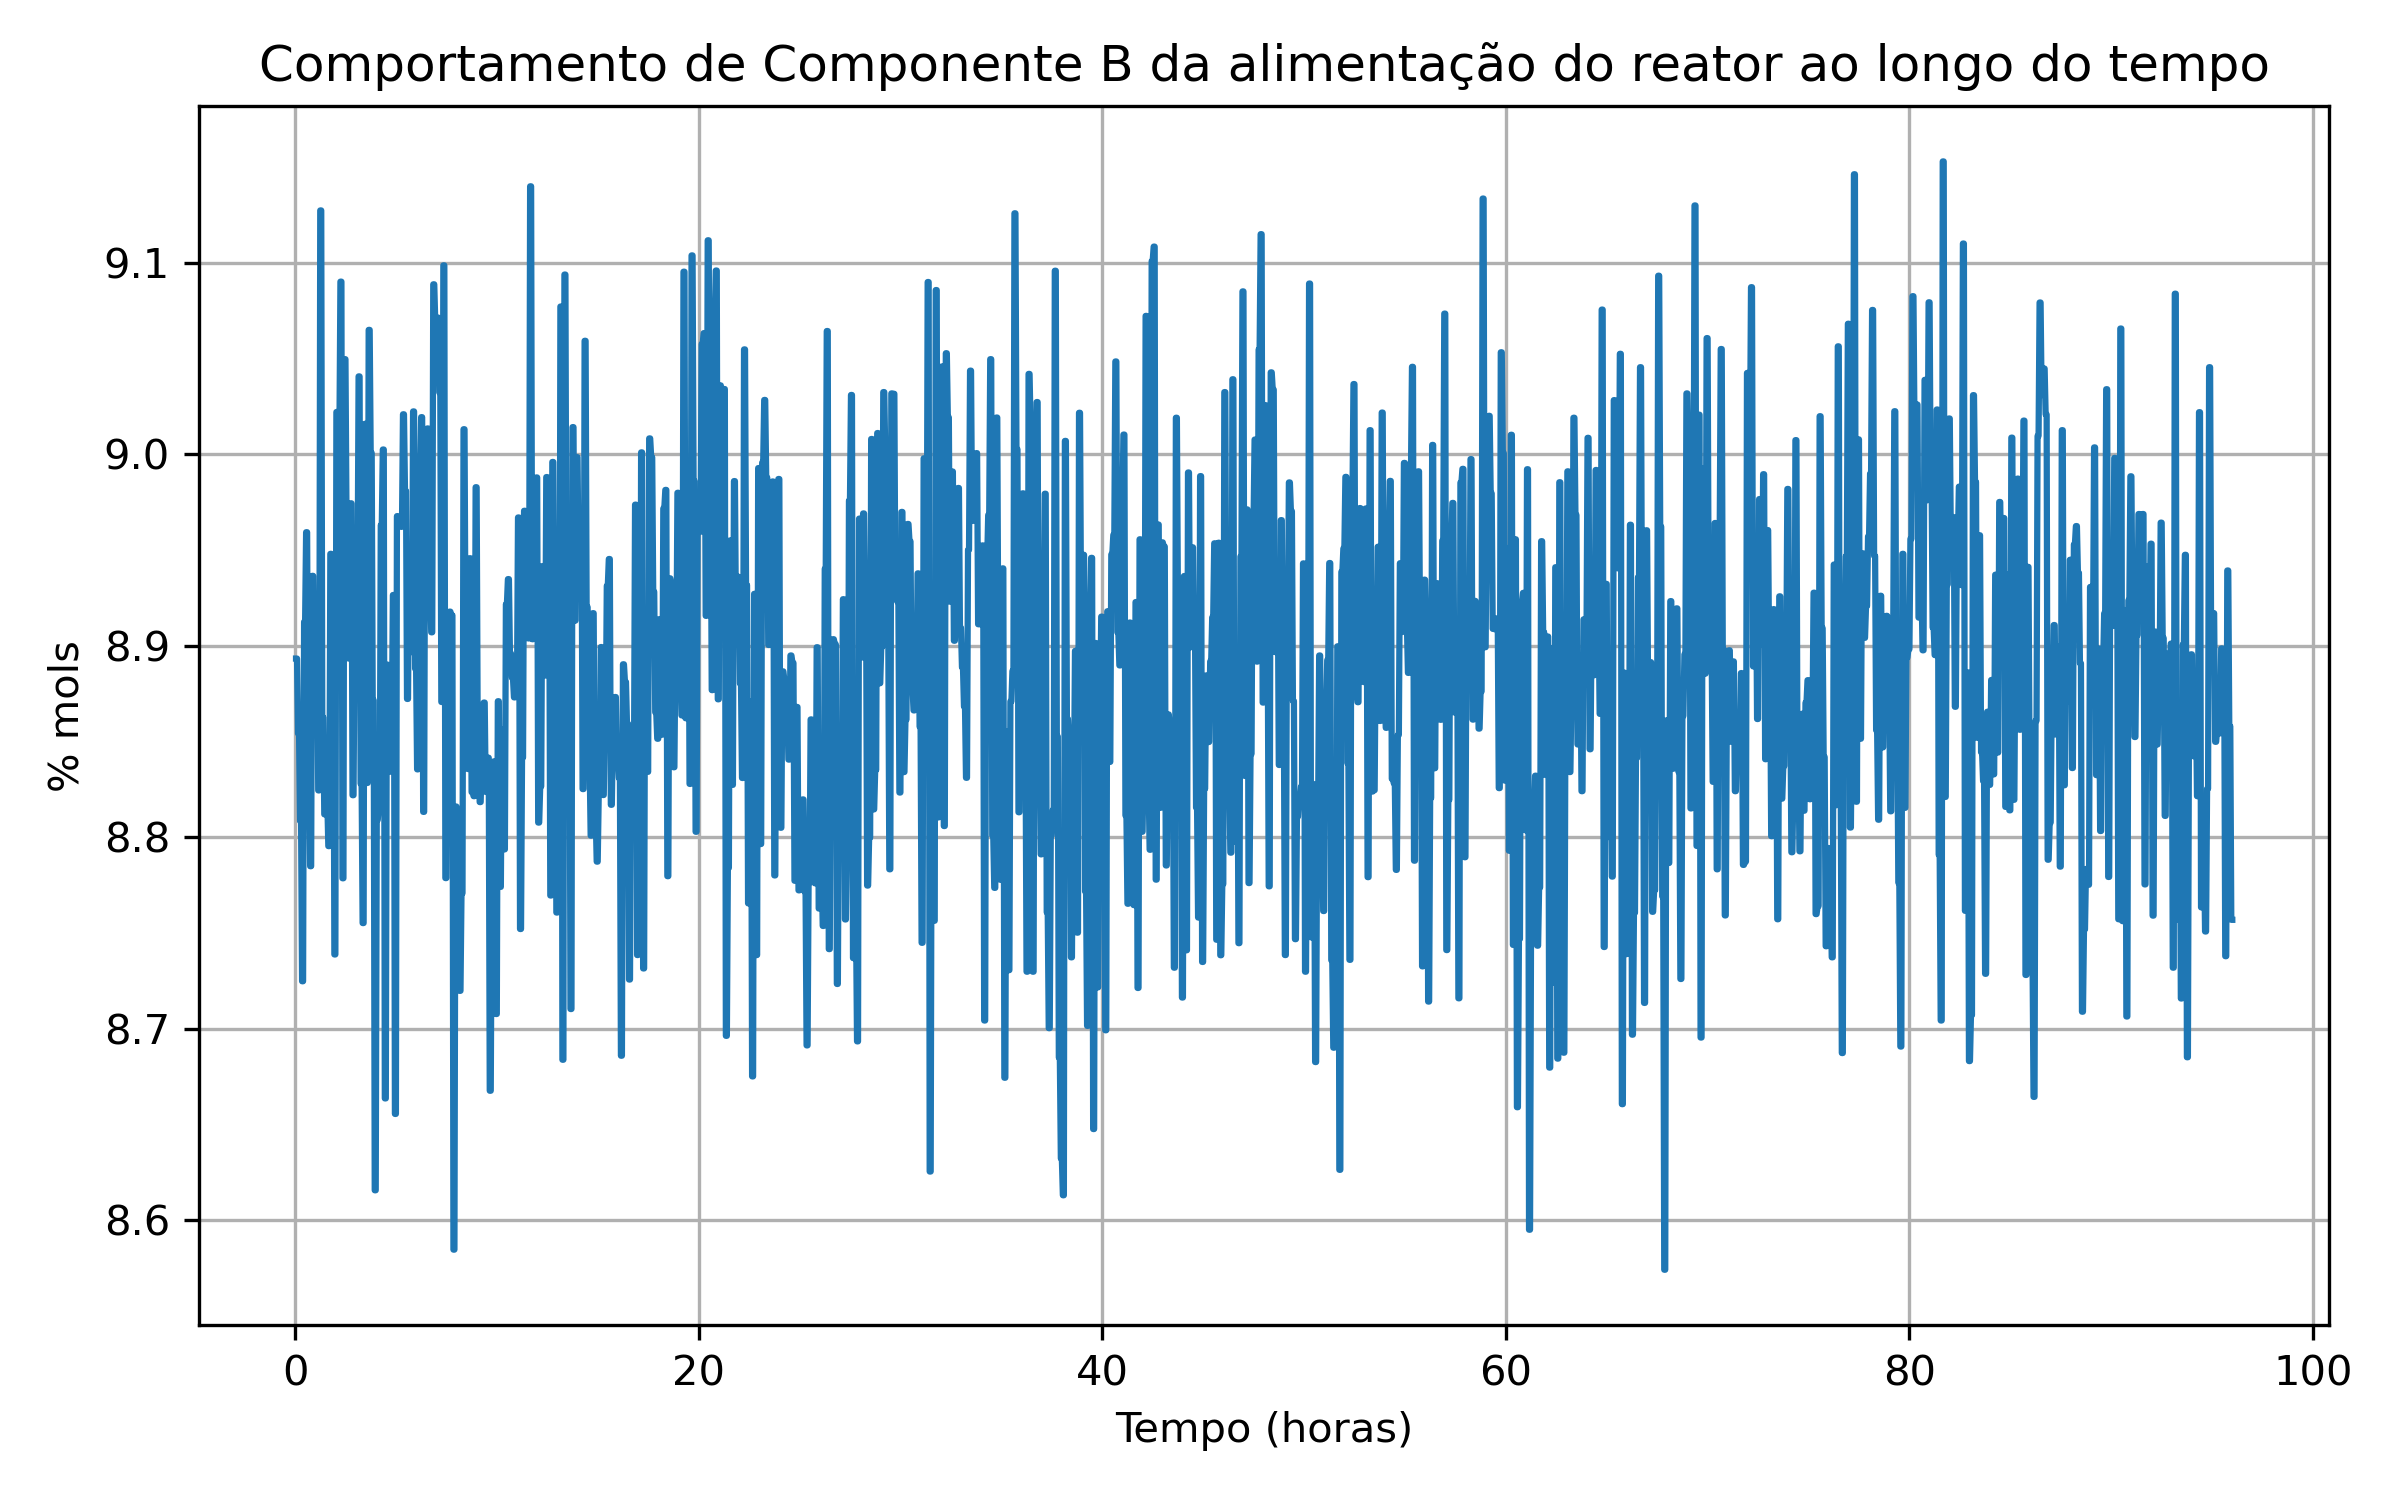 Comportamento de Componente B da alimentação do reator ao longo do tempo
9.1
9.0
8.9
8.8
8.7
8.6
% mols
0 20 40 60 80 100
Tempo (horas)